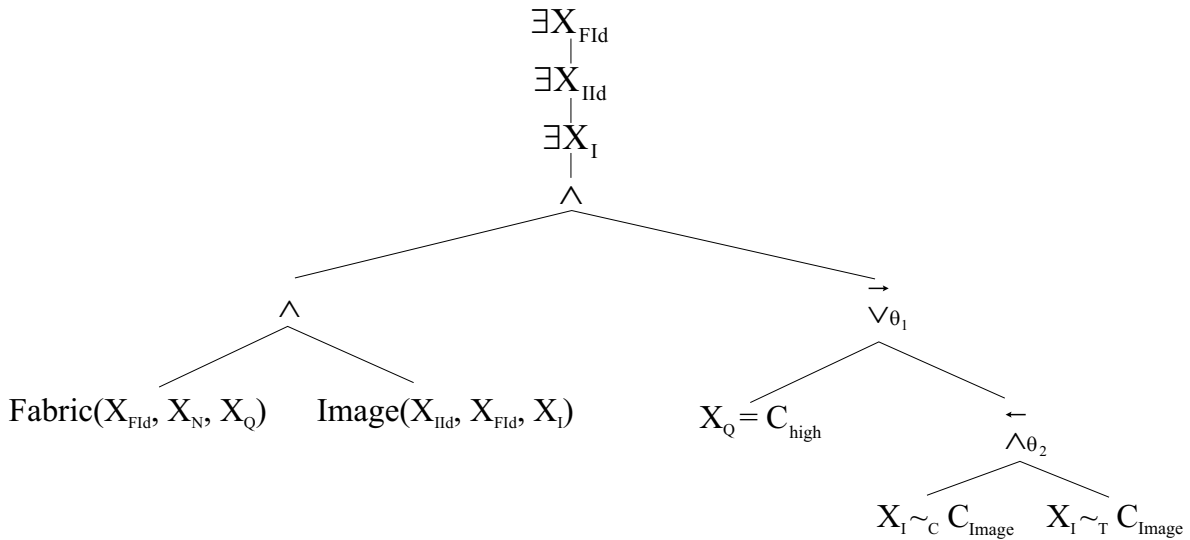 ∃X_FId
∃X_IId
∃X_I
∧
∧ →∨θ₁
Fabric(X_FId, X_N, X_Q) Image(X_IId, X_FId, X_I) X_Q = C_high ←∧θ₂
X_I ~_C C_Image X_I ~_T C_Image